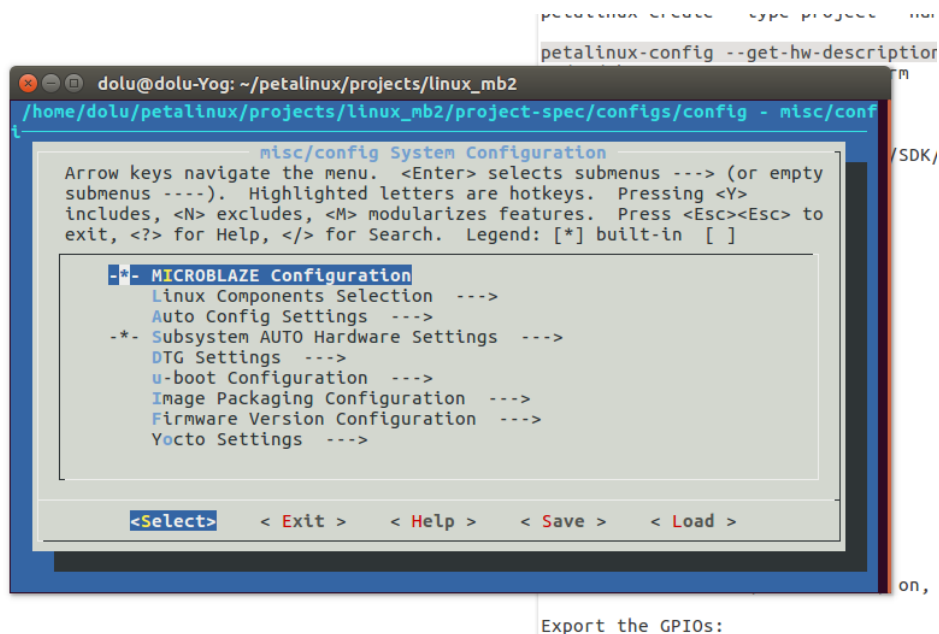 petalinux-config --get-hw-description
dolu@dolu-Yog: ~/petalinux/projects/linux_mb2
/home/dolu/petalinux/projects/linux_mb2/project-spec/configs/config - misc/conf
i
misc/config System Configuration
Arrow keys navigate the menu.  <Enter> selects submenus ---> (or empty
submenus ----).  Highlighted letters are hotkeys.  Pressing <Y>
includes, <N> excludes, <M> modularizes features.  Press <Esc><Esc> to
exit, <?> for Help, </> for Search.  Legend: [*] built-in  [ ]
-*- MICROBLAZE Configuration
Linux Components Selection  --->
Auto Config Settings  --->
-*- Subsystem AUTO Hardware Settings  --->
DTG Settings  --->
u-boot Configuration  --->
Image Packaging Configuration  --->
Firmware Version Configuration  --->
Yocto Settings  --->
<Select>    < Exit >    < Help >    < Save >    < Load >
rm
/SDK/
on,
Export the GPIOs: